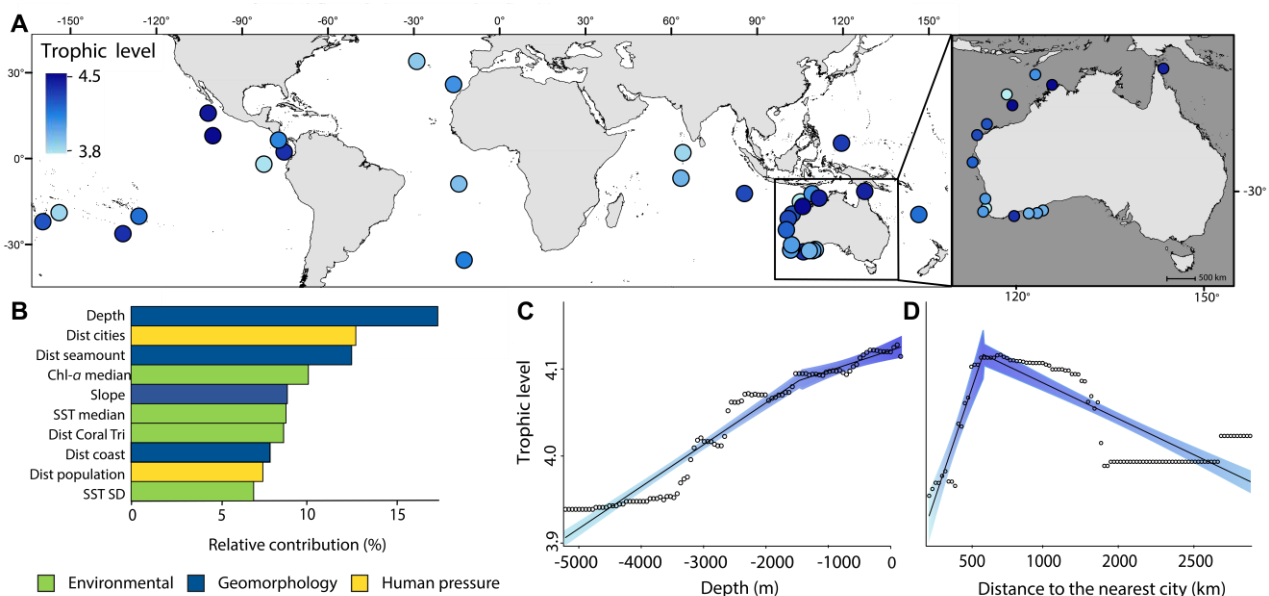 A
-150° -120° -90° -60° -30° 0° 30° 60° 90° 120° 150°
Trophic level
4.5
3.8
30°
0°
-30°
-30°
500 km
120° 150°
B
Depth
Dist cities
Dist seamount
Chl-a median
Slope
SST median
Dist Coral Tri
Dist coast
Dist population
SST SD
0 5 10 15
Relative contribution (%)
Environmental Geomorphology Human pressure
C
Trophic level
4.1
4.0
3.9
-5000 -4000 -3000 -2000 -1000 0
Depth (m)
D
500 1000 2000 2500
Distance to the nearest city (km)